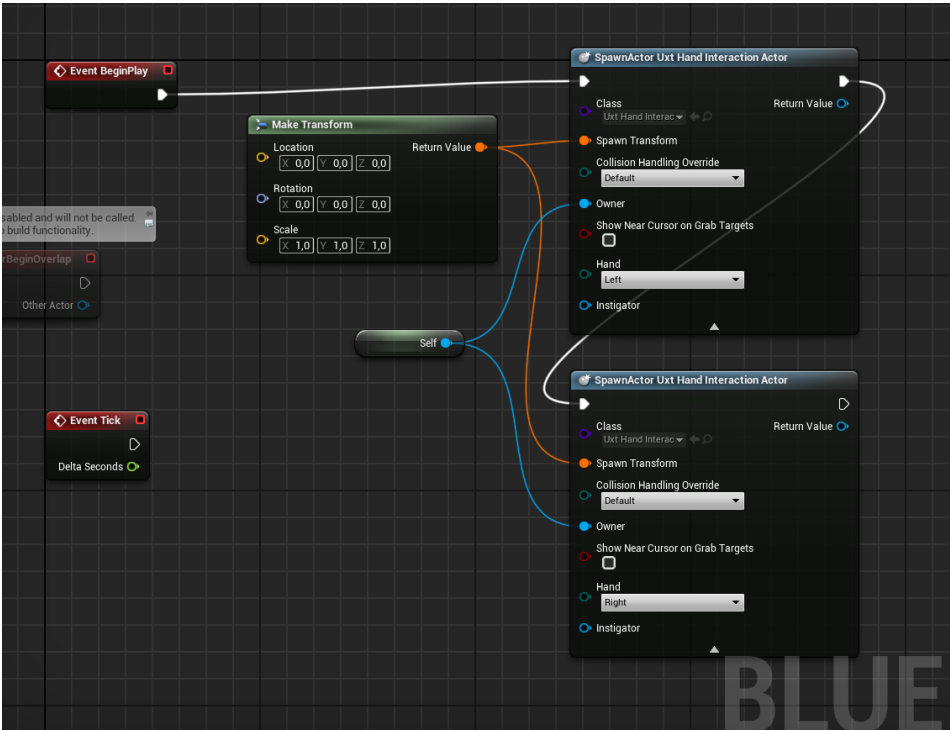 Event BeginPlay
Make Transform
Location
Return Value
X 0,0 Y 0,0 Z 0,0
Rotation
X 0,0 Y 0,0 Z 0,0
Scale
X 1,0 Y 1,0 Z 1,0
sabled and will not be called.
build functionality.
rBeginOverlap
Other Actor
Self
Event Tick
Delta Seconds
SpawnActor Uxt Hand Interaction Actor
Class
Return Value
Uxt Hand Interac
Spawn Transform
Collision Handling Override
Default
Owner
Show Near Cursor on Grab Targets
Hand
Left
Instigator
SpawnActor Uxt Hand Interaction Actor
Class
Return Value
Uxt Hand Interac
Spawn Transform
Collision Handling Override
Default
Owner
Show Near Cursor on Grab Targets
Hand
Right
Instigator
BLUE